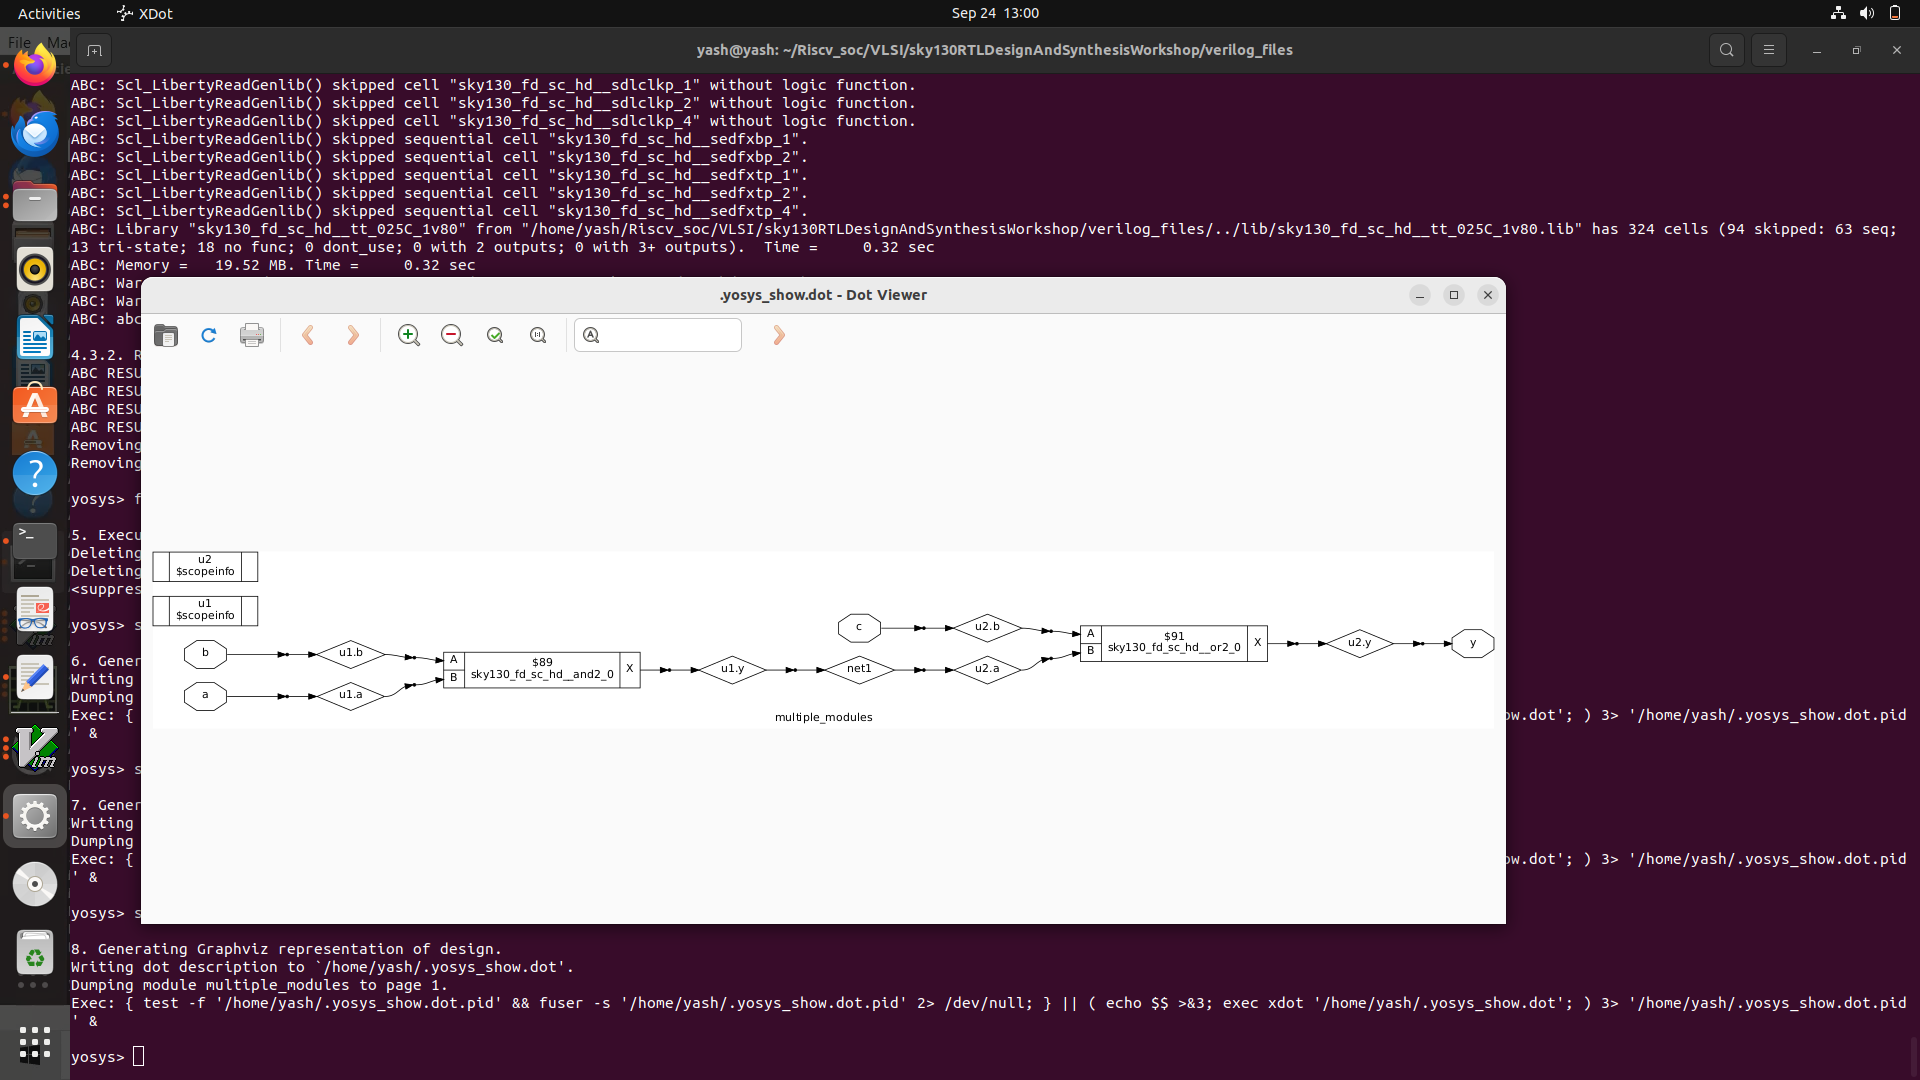 Activities
XDot
Sep 24 13:00
File
yash@yash: ~/Riscv_soc/VLSI/sky130RTLDesignAndSynthesisWorkshop/verilog_files
ABC: Scl_LibertyReadGenlib() skipped cell "sky130_fd_sc_hd__sdlclkp_1" without logic function.
ABC: Scl_LibertyReadGenlib() skipped cell "sky130_fd_sc_hd__sdlclkp_2" without logic function.
ABC: Scl_LibertyReadGenlib() skipped cell "sky130_fd_sc_hd__sdlclkp_4" without logic function.
ABC: Scl_LibertyReadGenlib() skipped sequential cell "sky130_fd_sc_hd__sedfxbp_1".
ABC: Scl_LibertyReadGenlib() skipped sequential cell "sky130_fd_sc_hd__sedfxbp_2".
ABC: Scl_LibertyReadGenlib() skipped sequential cell "sky130_fd_sc_hd__sedfxtp_1".
ABC: Scl_LibertyReadGenlib() skipped sequential cell "sky130_fd_sc_hd__sedfxtp_2".
ABC: Scl_LibertyReadGenlib() skipped sequential cell "sky130_fd_sc_hd__sedfxtp_4".
ABC: Library "sky130_fd_sc_hd__tt_025C_1v80" from "/home/yash/Riscv_soc/VLSI/sky130RTLDesignAndSynthesisWorkshop/verilog_files/../lib/sky130_fd_sc_hd__tt_025C_1v80.lib" has 324 cells (94 skipped: 63 seq;
13 tri-state; 18 no func; 0 dont_use; 0 with 2 outputs; 0 with 3+ outputs).  Time =     0.32 sec
ABC: Memory =   19.52 MB. Time =     0.32 sec
ABC: War
ABC: War
ABC: abc
4.3.2. R
ABC RESU
ABC RESU
ABC RESU
ABC RESU
Removing
Removing
yosys> f
5. Execu
Deleting
Deleting
<suppres
yosys> s
6. Gener
Writing
Dumping
Exec: {
ow.dot'; ) 3> '/home/yash/.yosys_show.dot.pid
' &
yosys> s
7. Gener
Writing
Dumping
Exec: {
ow.dot'; ) 3> '/home/yash/.yosys_show.dot.pid
' &
yosys> s
8. Generating Graphviz representation of design.
Writing dot description to `/home/yash/.yosys_show.dot'.
Dumping module multiple_modules to page 1.
Exec: { test -f '/home/yash/.yosys_show.dot.pid' && fuser -s '/home/yash/.yosys_show.dot.pid' 2> /dev/null; } || ( echo $$ >&3; exec xdot '/home/yash/.yosys_show.dot'; ) 3> '/home/yash/.yosys_show.dot.pid
' &
yosys>
.yosys_show.dot - Dot Viewer
u2
$scopeinfo
u1
$scopeinfo
b
a
u1.b
u1.a
A
B
$89
sky130_fd_sc_hd__and2_0
X
u1.y
net1
c
u2.b
u2.a
A
B
$91
sky130_fd_sc_hd__or2_0
X
u2.y
y
multiple_modules